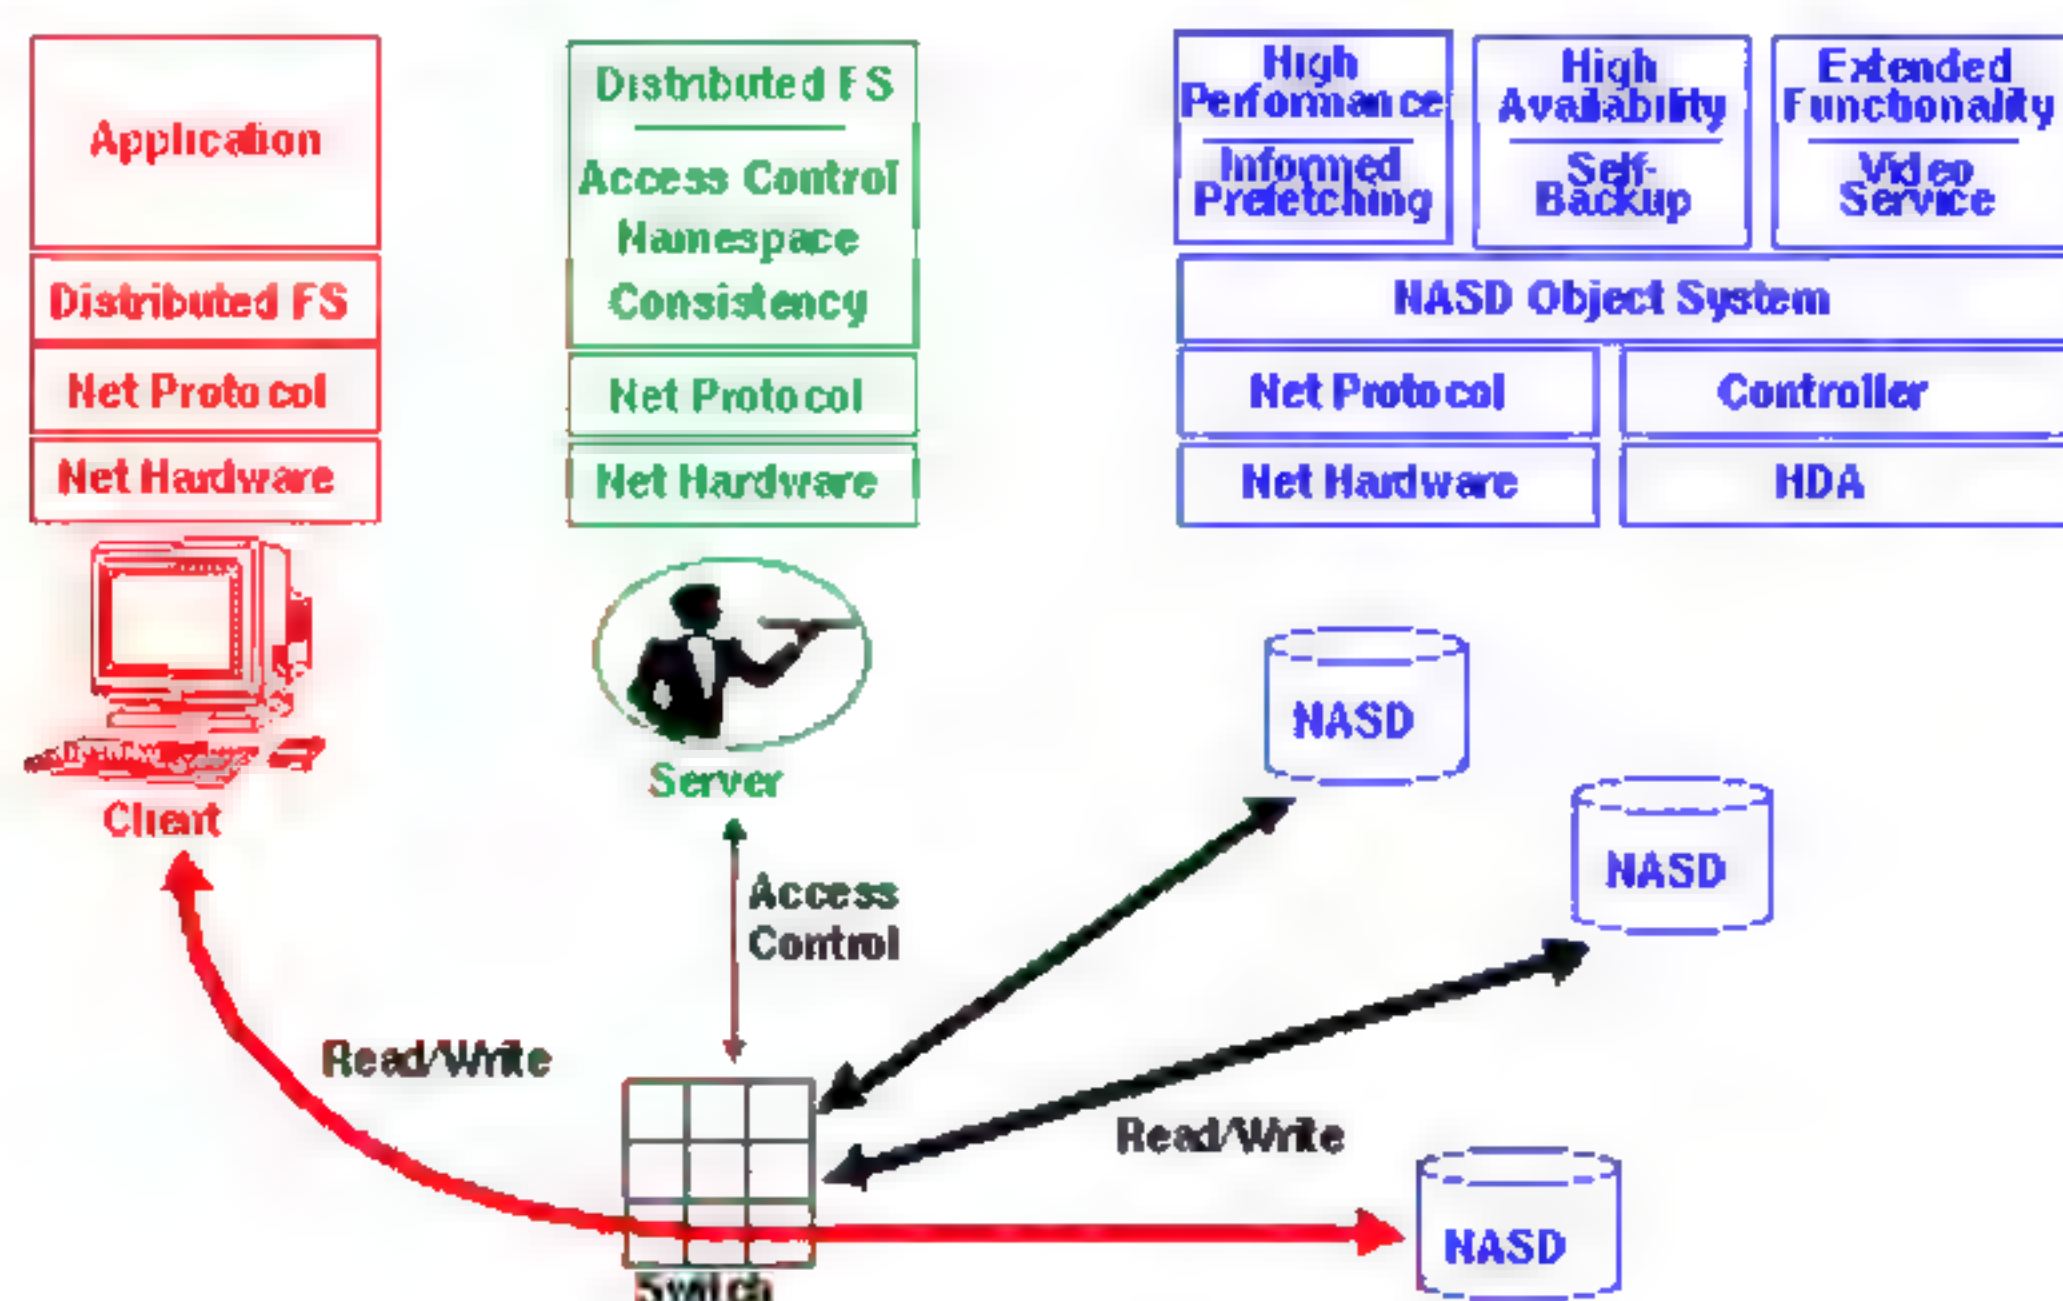 Application
Distributed FS
Net Protocol
Net Hardware
Client
Distributed FS
Access Control
Namespace
Consistency
Net Protocol
Net Hardware
Server
High
Performance
Informed
Prefetching
High
Availability
Self-
Backup
Extended
Functionality
Video
Service
NASD Object System
Net Protocol
Controller
Net Hardware
HDA
NASD
NASD
Access
Control
Read/Write
Read/Write
NASD
Switch